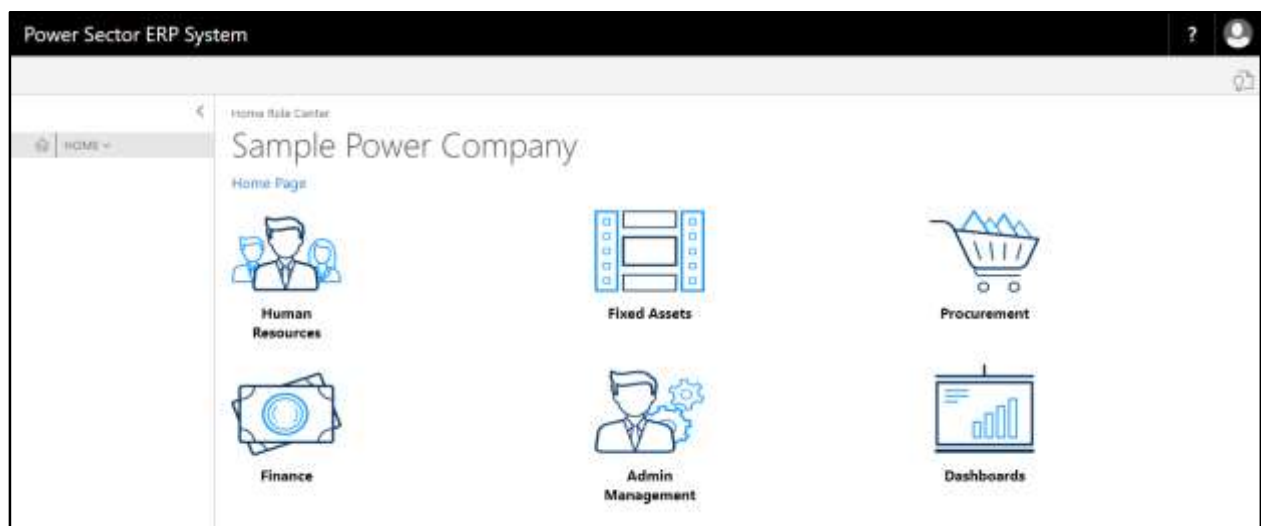 Power Sector ERP System
?
Home Role Center
HOME
Sample Power Company
Home Page
Human
Resources
Fixed Assets
Procurement
Finance
Admin
Management
Dashboards